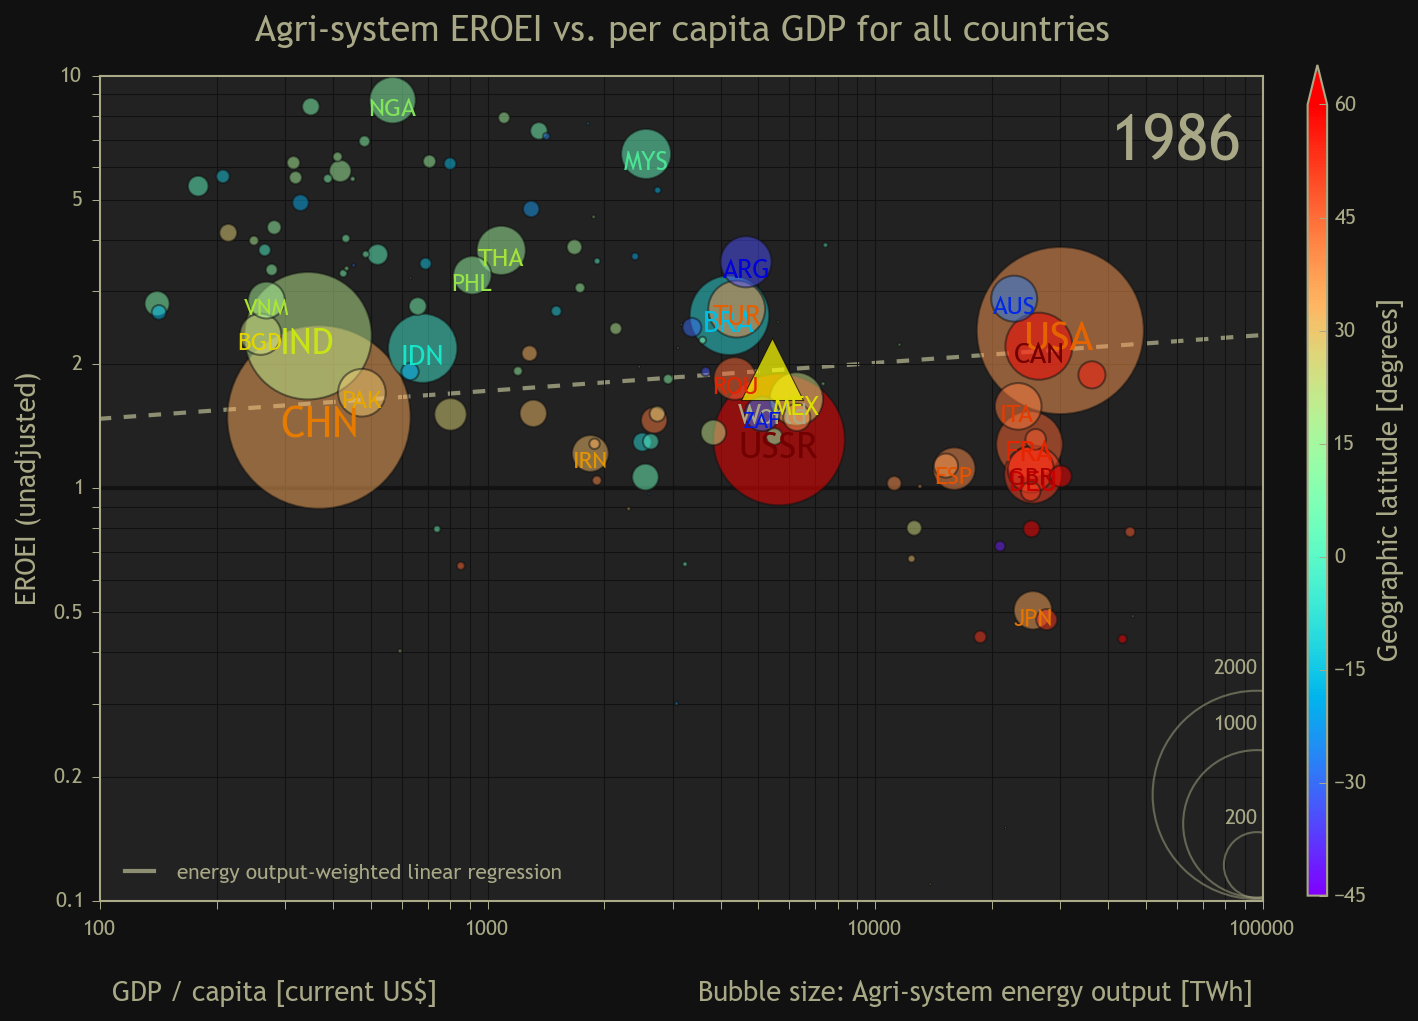 Agri-system EROEI vs. per capita GDP for all countries
1986
EROEI (unadjusted)
10
5
2
1
0.5
0.2
0.1
NGA
MYS
THA
PHL
ARG
VNM
BGD
IND
IDN
TUR
BRA
AUS
USA
CAN
PAK
CHN
ROU
MEX
ZAF
USSR
ITA
FRA
GBR
IRN
ESP
JPN
2000
1000
200
energy output-weighted linear regression
100
1000
10000
100000
GDP / capita [current US$]
Bubble size: Agri-system energy output [TWh]
60
45
30
15
0
−15
−30
−45
Geographic latitude [degrees]